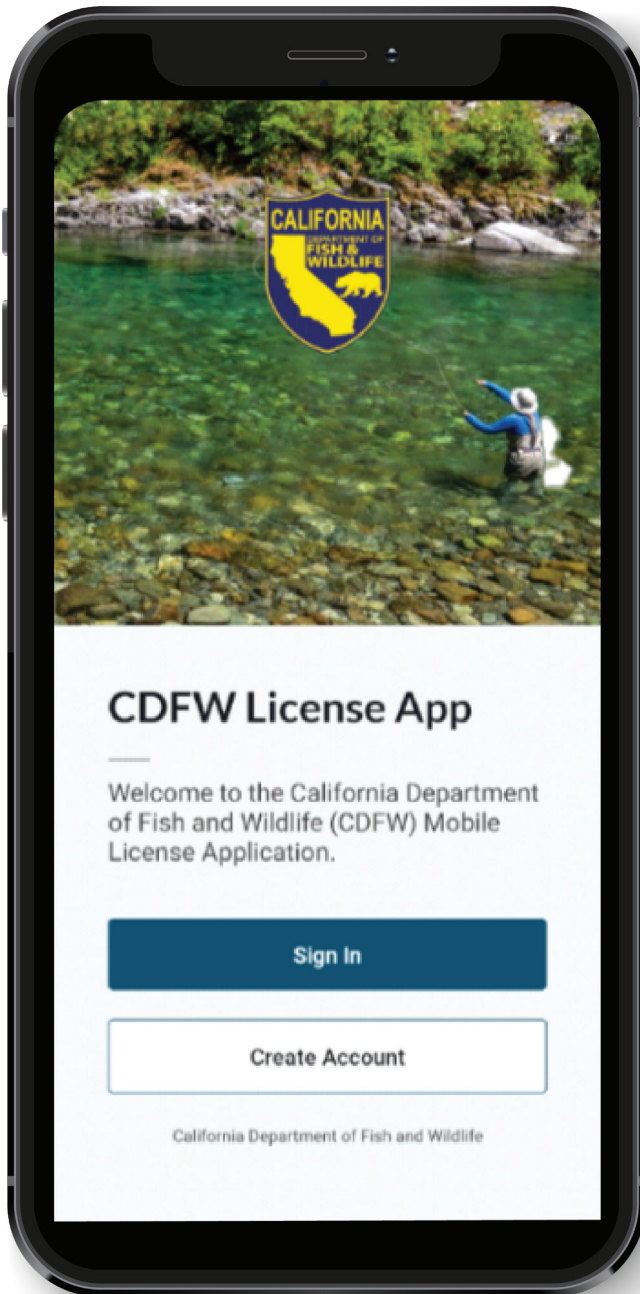 CALIFORNIA
DEPARTMENT OF
FISH &
WILDLIFE
CDFW License App
Welcome to the California Department
of Fish and Wildlife (CDFW) Mobile
License Application.
Sign In
Create Account
California Department of Fish and Wildlife